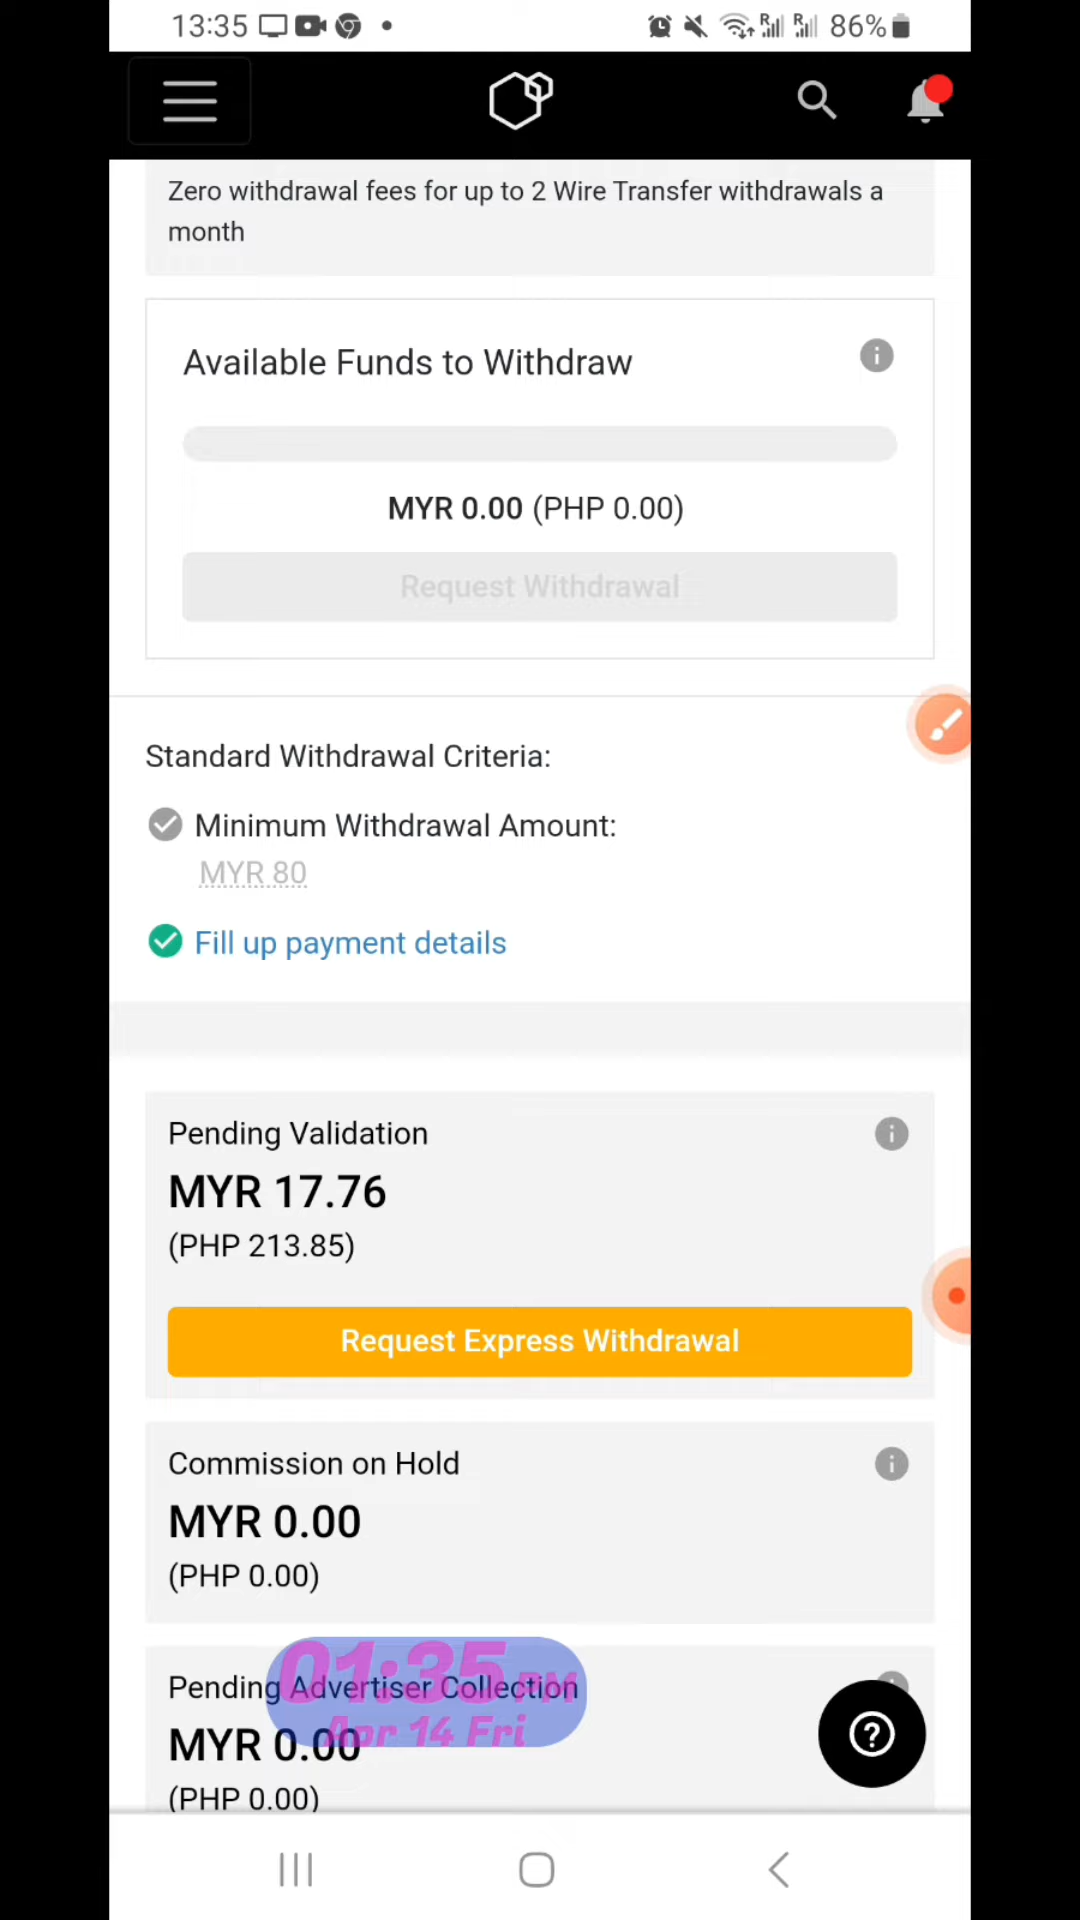 13:35
86%
Zero withdrawal fees for up to 2 Wire Transfer withdrawals a
month
Available Funds to Withdraw
MYR 0.00 (PHP 0.00)
Request Withdrawal
Standard Withdrawal Criteria:
Minimum Withdrawal Amount:
MYR 80
Fill up payment details
Pending Validation
MYR 17.76
(PHP 213.85)
Request Express Withdrawal
Commission on Hold
MYR 0.00
(PHP 0.00)
01:35 PM
Pending Advertiser Collection
Apr 14 Fri
MYR 0.00
(PHP 0.00)